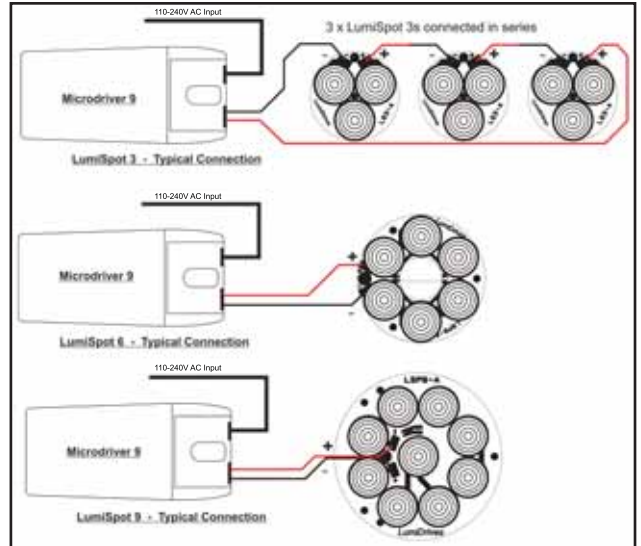 110-240V AC Input
3 x LumiSpot 3s connected in series
- + - + - +
Microdriver 9
LumiSpot 3 - Typical Connection
110-240V AC Input
+
Microdriver 9
-
LumiSpot 6 - Typical Connection
110-240V AC Input
LSP9-A
+
Microdriver 9
-
LumiDrives
LumiSpot 9 - Typical Connection